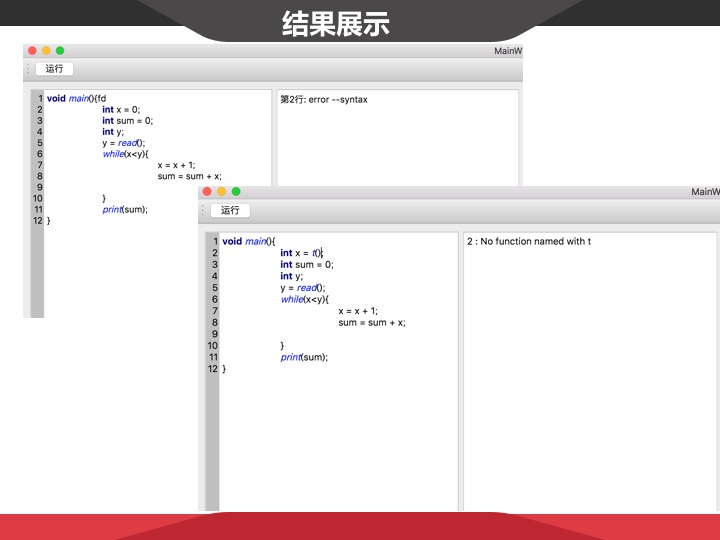 结果展示
MainW
运行
1 void main(){fd
2 int x = 0;
3 int sum = 0;
4 int y;
5 y = read();
6 while(x<y){
7 x = x + 1;
8 sum = sum + x;
9
10 }
11 print(sum);
12 }
第2行: error --syntax
MainW
运行
1 void main(){
2 int x = t();
3 int sum = 0;
4 int y;
5 y = read();
6 while(x<y){
7 x = x + 1;
8 sum = sum + x;
9
10 }
11 print(sum);
12 }
2 : No function named with t